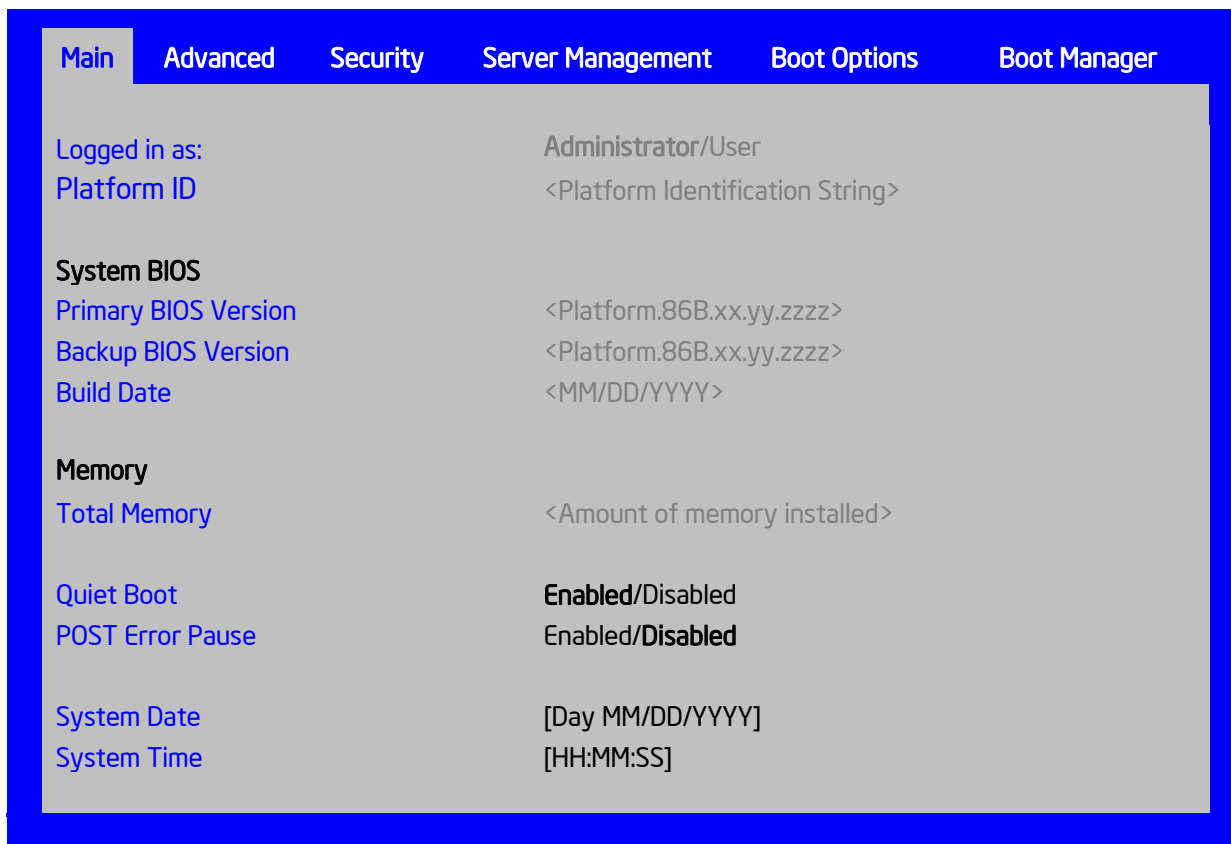 Main Advanced Security Server Management Boot Options Boot Manager
Logged in as: Administrator/User
Platform ID <Platform Identification String>
System BIOS
Primary BIOS Version <Platform.86B.xx.yy.zzzz>
Backup BIOS Version <Platform.86B.xx.yy.zzzz>
Build Date <MM/DD/YYYY>
Memory
Total Memory <Amount of memory installed>
Quiet Boot Enabled/Disabled
POST Error Pause Enabled/Disabled
System Date [Day MM/DD/YYYY]
System Time [HH:MM:SS]